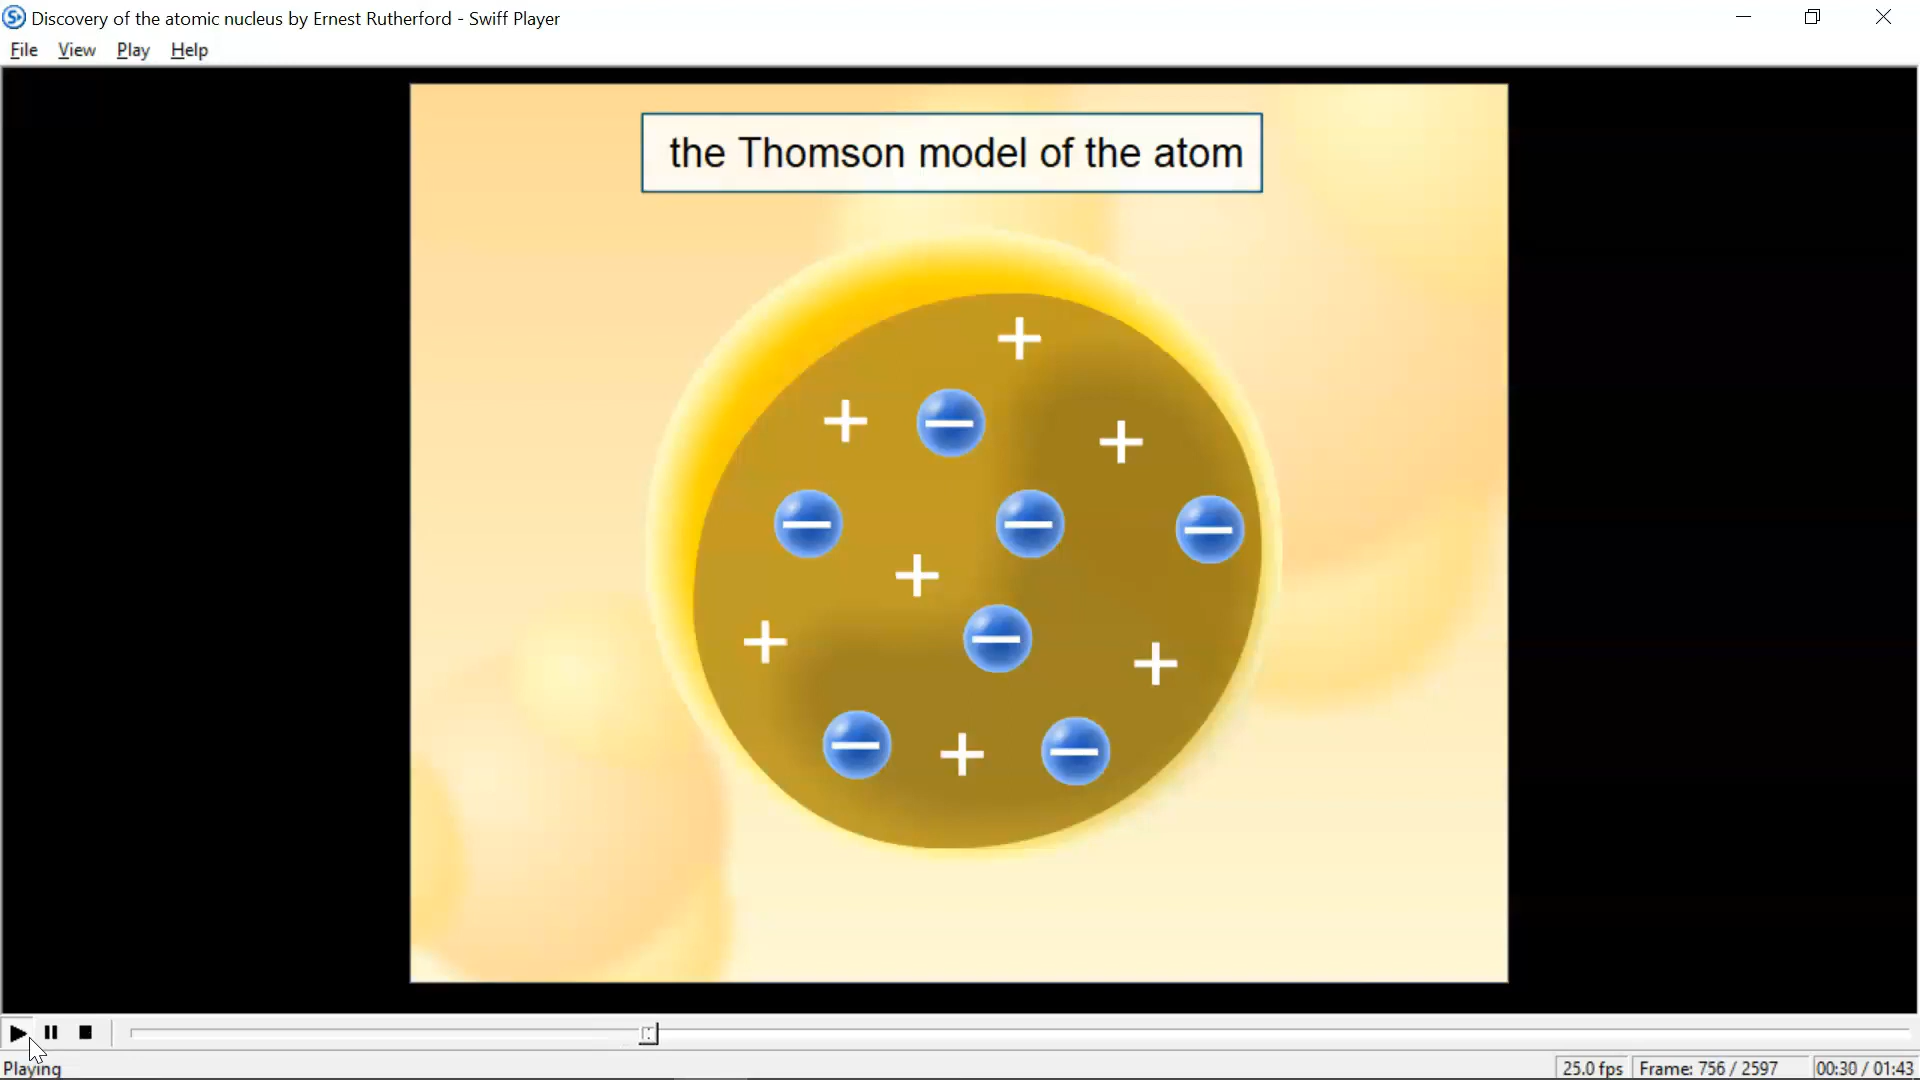 Discovery of the atomic nucleus by Ernest Rutherford - Swiff Player
File View Play Help
the Thomson model of the atom
+
+ −
+
− − −
+
−
+
+
− + −
Playing 25.0 fps Frame: 756 / 2597 00:30 / 01:43